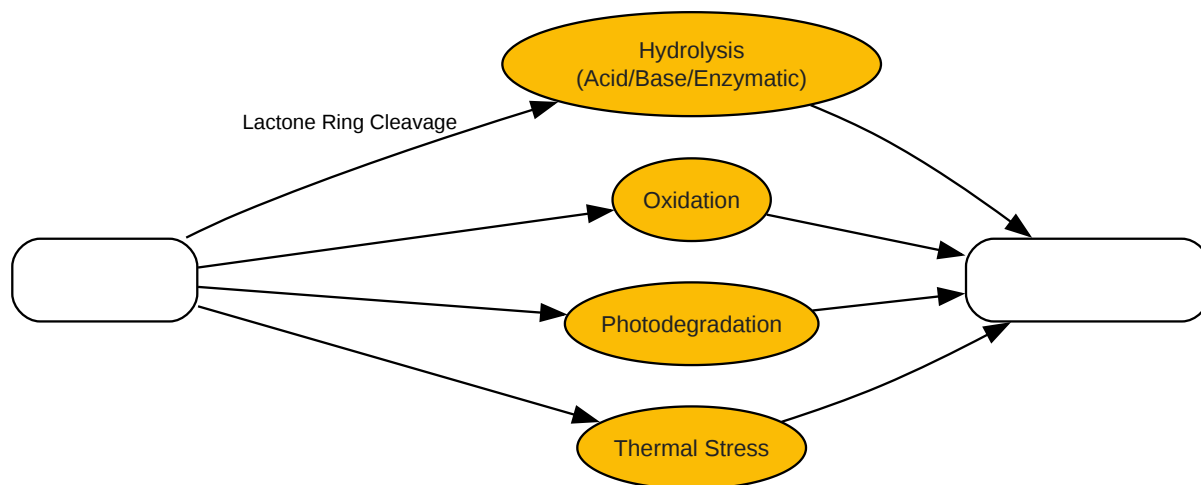 Hydrolysis
(Acid/Base/Enzymatic)
Lactone Ring Cleavage
Oxidation
Photodegradation
Thermal Stress